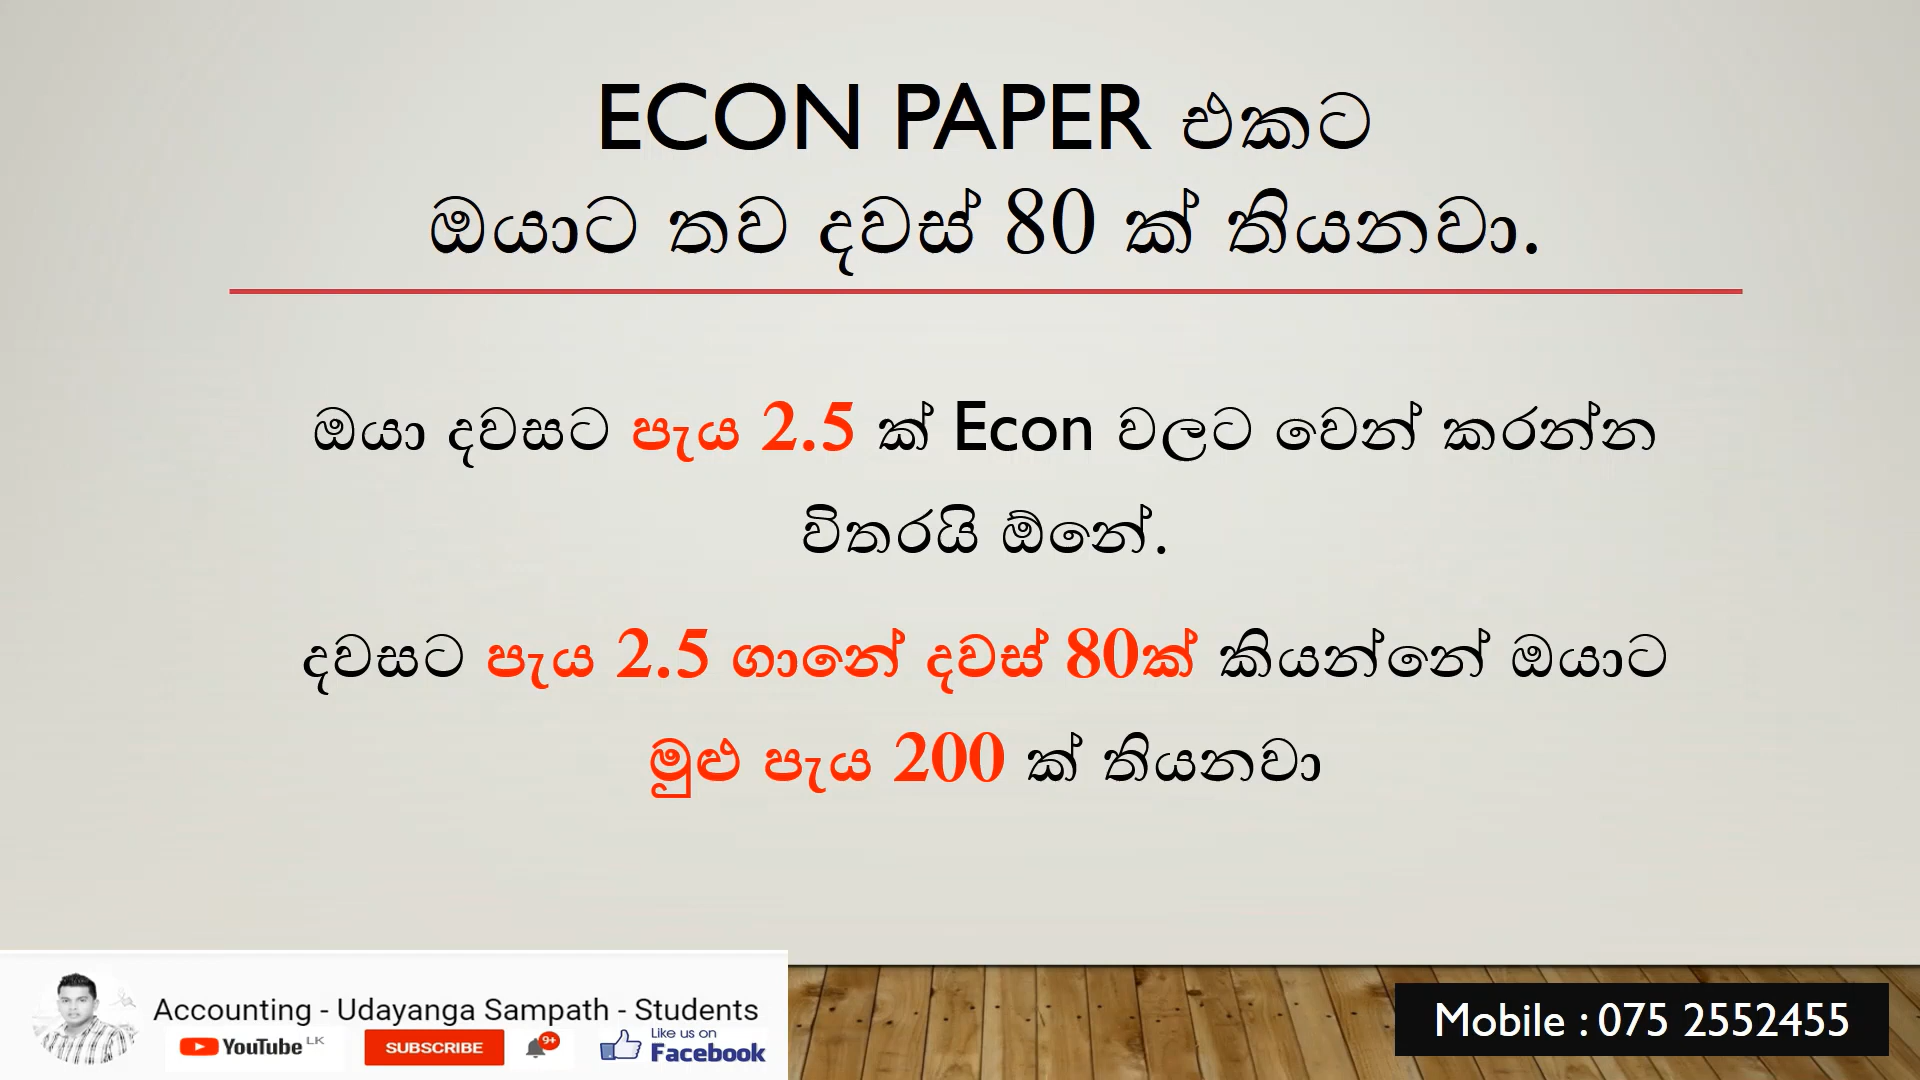 ECON PAPER එකට
ඔයාට තව දවස් 80 ක් තියනවා.
ඔයා දවසට පැය 2.5 ක් Econ වලට වෙන් කරන්න
විතරයි ඕනේ.
දවසට පැය 2.5 ගානේ දවස් 80ක් කියන්නේ ඔයාට
මුළු පැය 200 ක් තියනවා
Accounting - Udayanga Sampath - Students
YouTube LK
SUBSCRIBE
9+
Like us on
Facebook
Mobile : 075 2552455